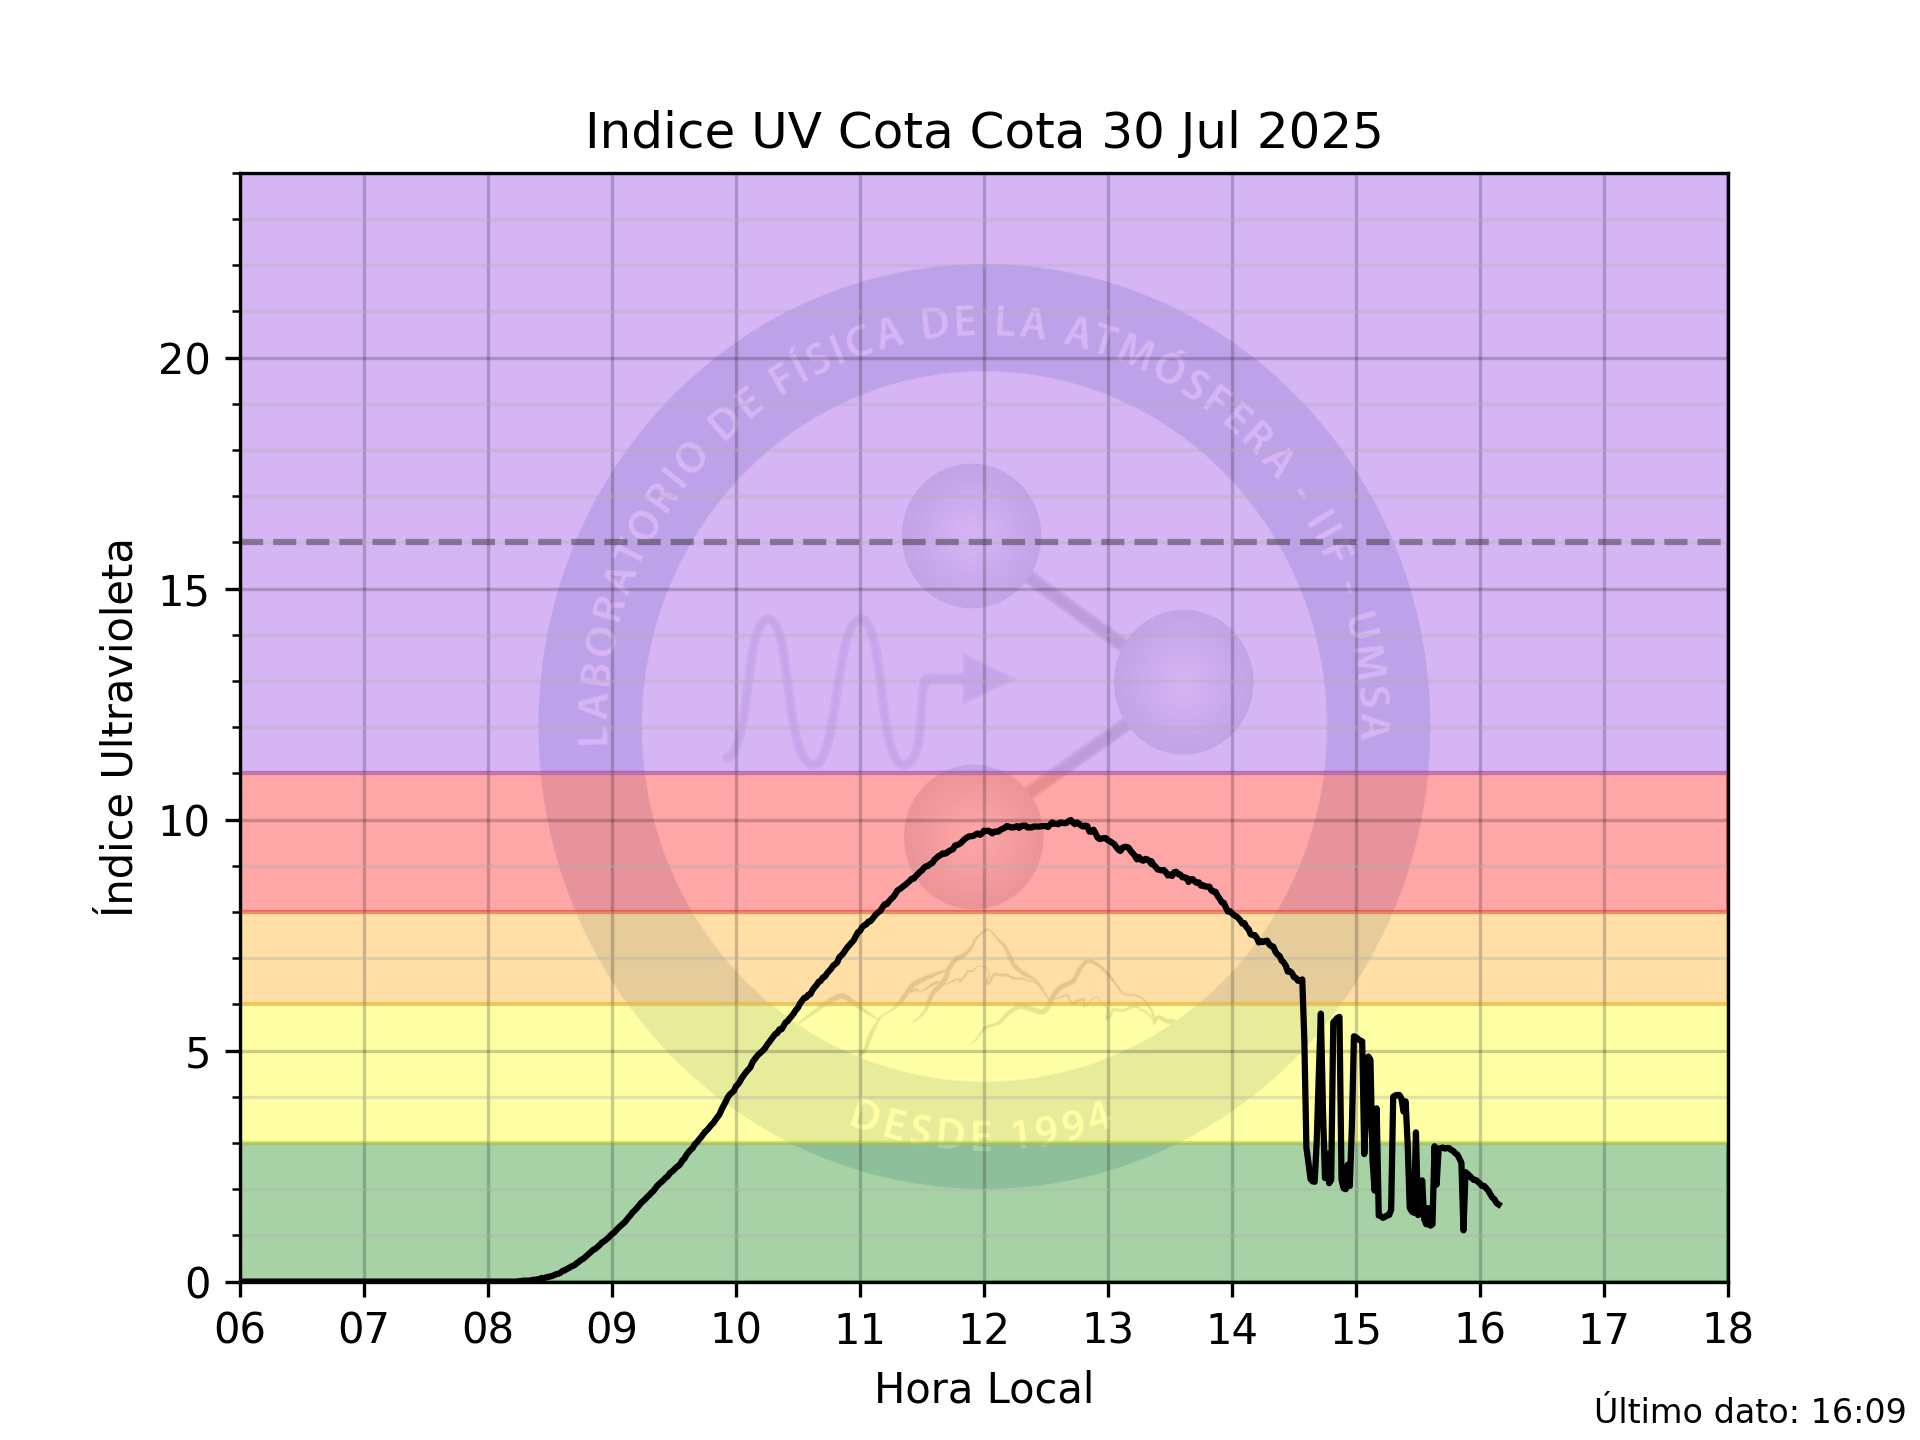 Indice UV Cota Cota 30 Jul 2025
LABORATORIO DE FÍSICA DE LA ATMÓSFERA - IIF - UMSA
DESDE 1994
Índice Ultravioleta
20
15
10
5
0
06 07 08 09 10 11 12 13 14 15 16 17 18
Hora Local
Último dato: 16:09